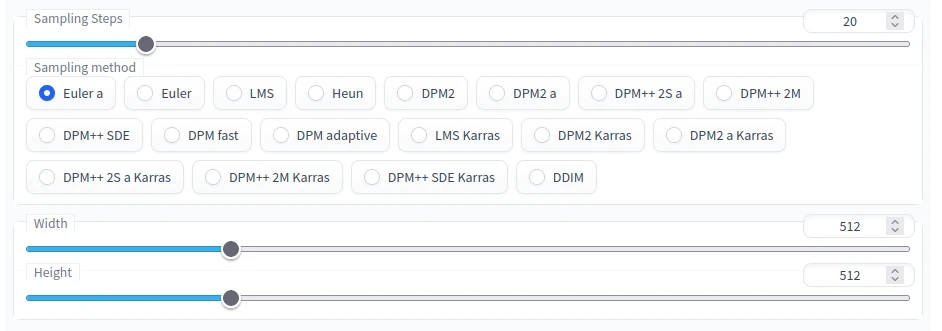 Sampling Steps 20
Sampling method
Euler a Euler LMS Heun DPM2 DPM2 a DPM++ 2S a DPM++ 2M
DPM++ SDE DPM fast DPM adaptive LMS Karras DPM2 Karras DPM2 a Karras
DPM++ 2S a Karras DPM++ 2M Karras DPM++ SDE Karras DDIM
Width 512
Height 512